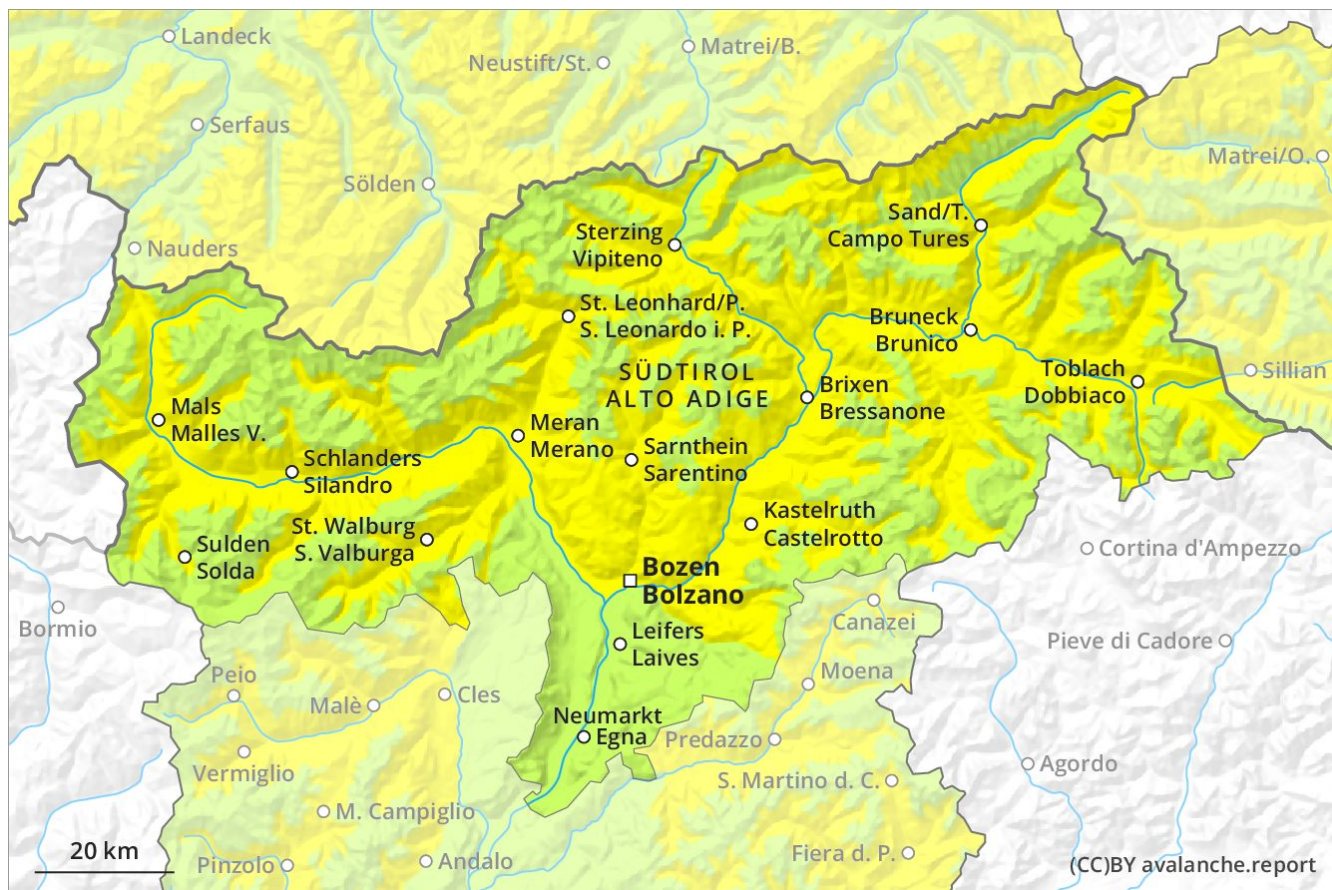 Landeck
Neustift/St.
Matrei/B.
Serfaus
Sölden
Matrei/O.
Nauders
Sterzing
Vipiteno
Sand/T.
Campo Tures
St. Leonhard/P.
S. Leonardo i. P.
Bruneck
Brunico
SÜDTIROL
ALTO ADIGE
Toblach
Dobbiaco
Sillian
Brixen
Bressanone
Mals
Malles V.
Meran
Merano
Sarnthein
Sarentino
Schlanders
Silandro
St. Walburg
S. Valburga
Kastelruth
Castelrotto
Sulden
Solda
Cortina d'Ampezzo
Bozen
Bolzano
Bormio
Canazei
Leifers
Laives
Pieve di Cadore
Peio
Moena
Malè
Cles
Neumarkt
Egna
Predazzo
Vermiglio
Agordo
S. Martino d. C.
M. Campiglio
20 km
Pinzolo
Andalo
Fiera d. P.
(CC)BY avalanche.report